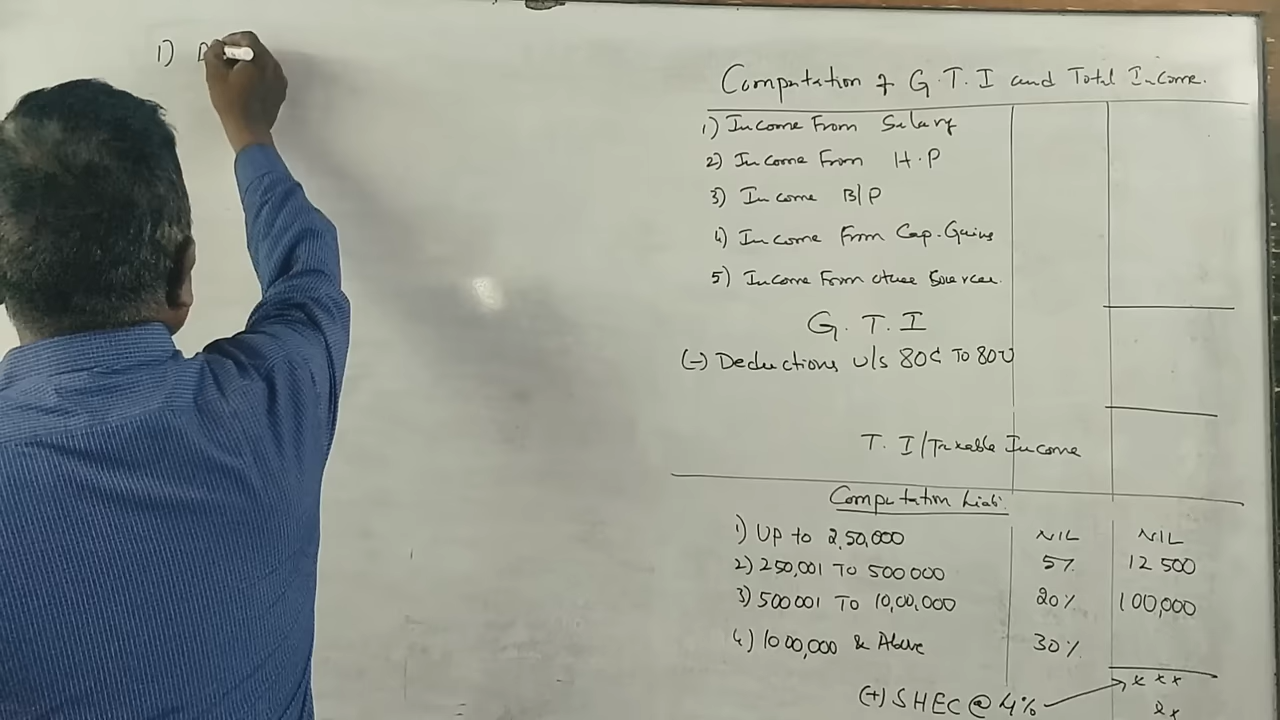 1) D
Computation of G.T.I and Total Income.
1) Income From Salary
2) Income From H.P
3) Income B/P
4) Income From Cap. Gains
5) Income From other Sources.
G.T.I
(-) Deductions U/s 80C To 80U
T.I/Taxable Income
Computation Liab:
1) Up to 2,50,000 NIL NIL
2) 250,001 To 500000 5% 12 500
3) 500001 To 10,00,000 20% 100,000
4) 1000,000 & Above 30%
x x x
(+) SHEC @ 4%
x x